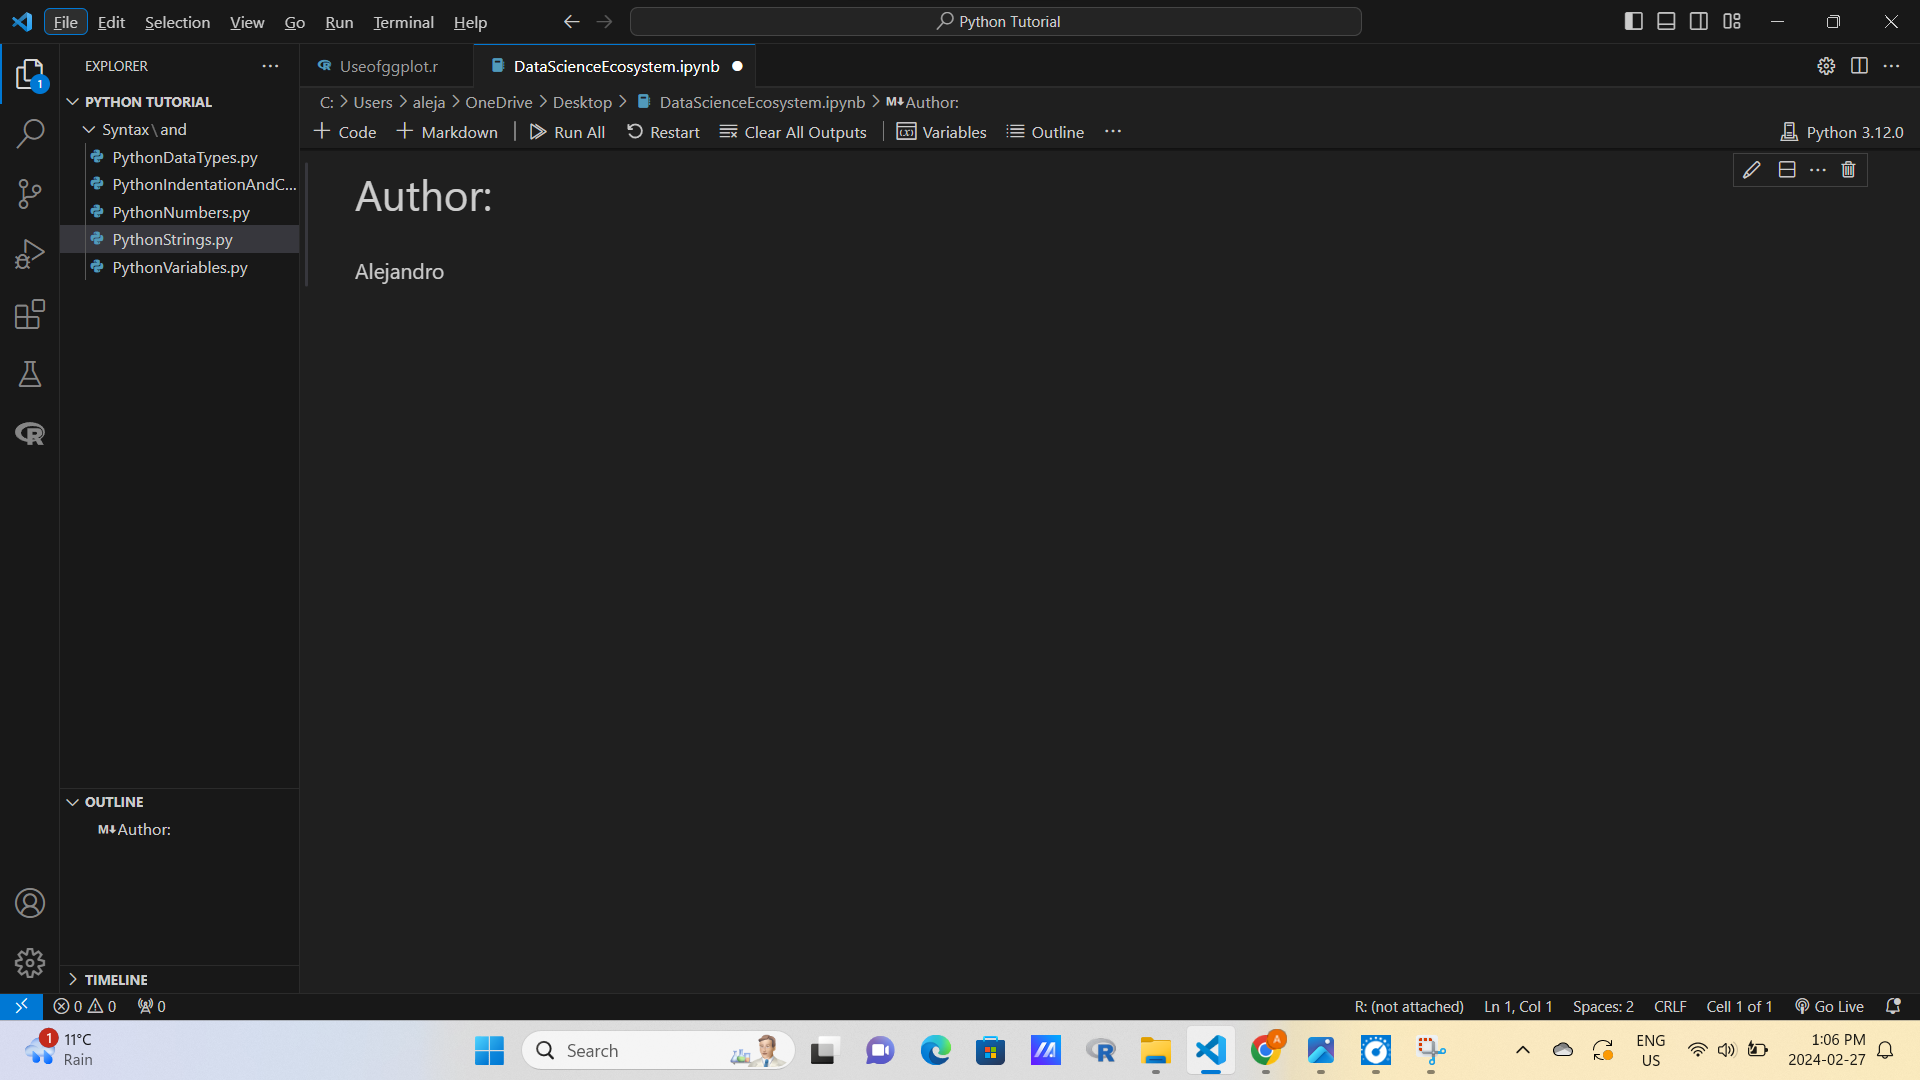 File Edit Selection View Go Run Terminal Help Python Tutorial
EXPLORER
Useofggplot.r DataScienceEcosystem.ipynb
PYTHON TUTORIAL
C: > Users > aleja > OneDrive > Desktop > DataScienceEcosystem.ipynb > M↓Author:
Syntax\and
+ Code + Markdown | Run All Restart Clear All Outputs | Variables Outline ...
Python 3.12.0
PythonDataTypes.py
PythonIndentationAndC...
PythonNumbers.py
PythonStrings.py
PythonVariables.py
Author:
Alejandro
OUTLINE
M↓Author:
TIMELINE
0 0 0
R: (not attached) Ln 1, Col 1 Spaces: 2 CRLF Cell 1 of 1 Go Live
1
1
11°C
Rain
Search
A
ENG
US
1:06 PM
2024-02-27